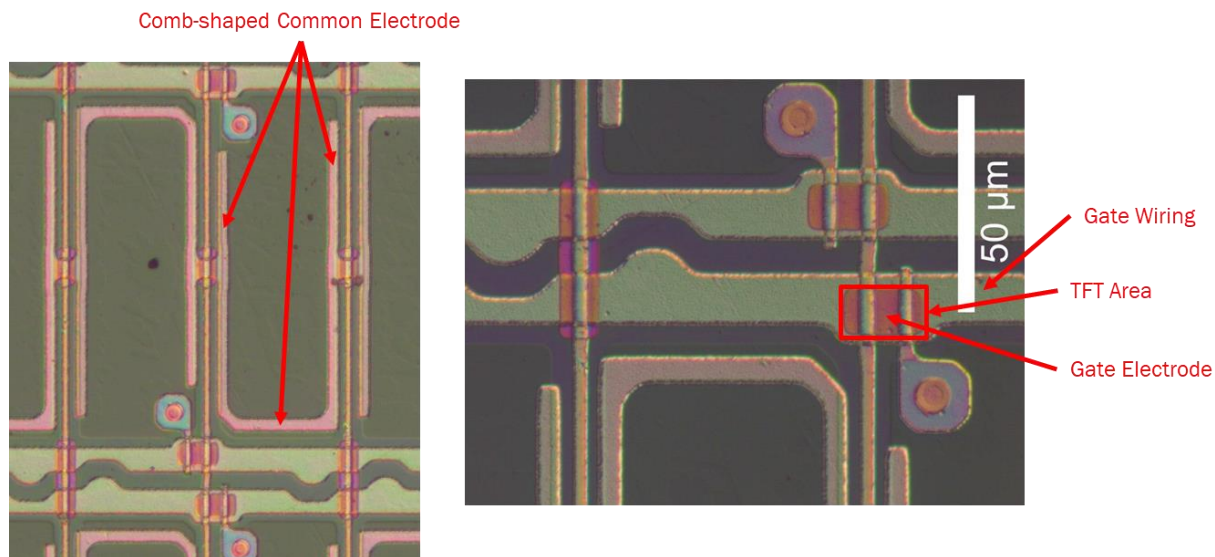 Comb-shaped Common Electrode
50 μm
Gate Wiring
TFT Area
Gate Electrode